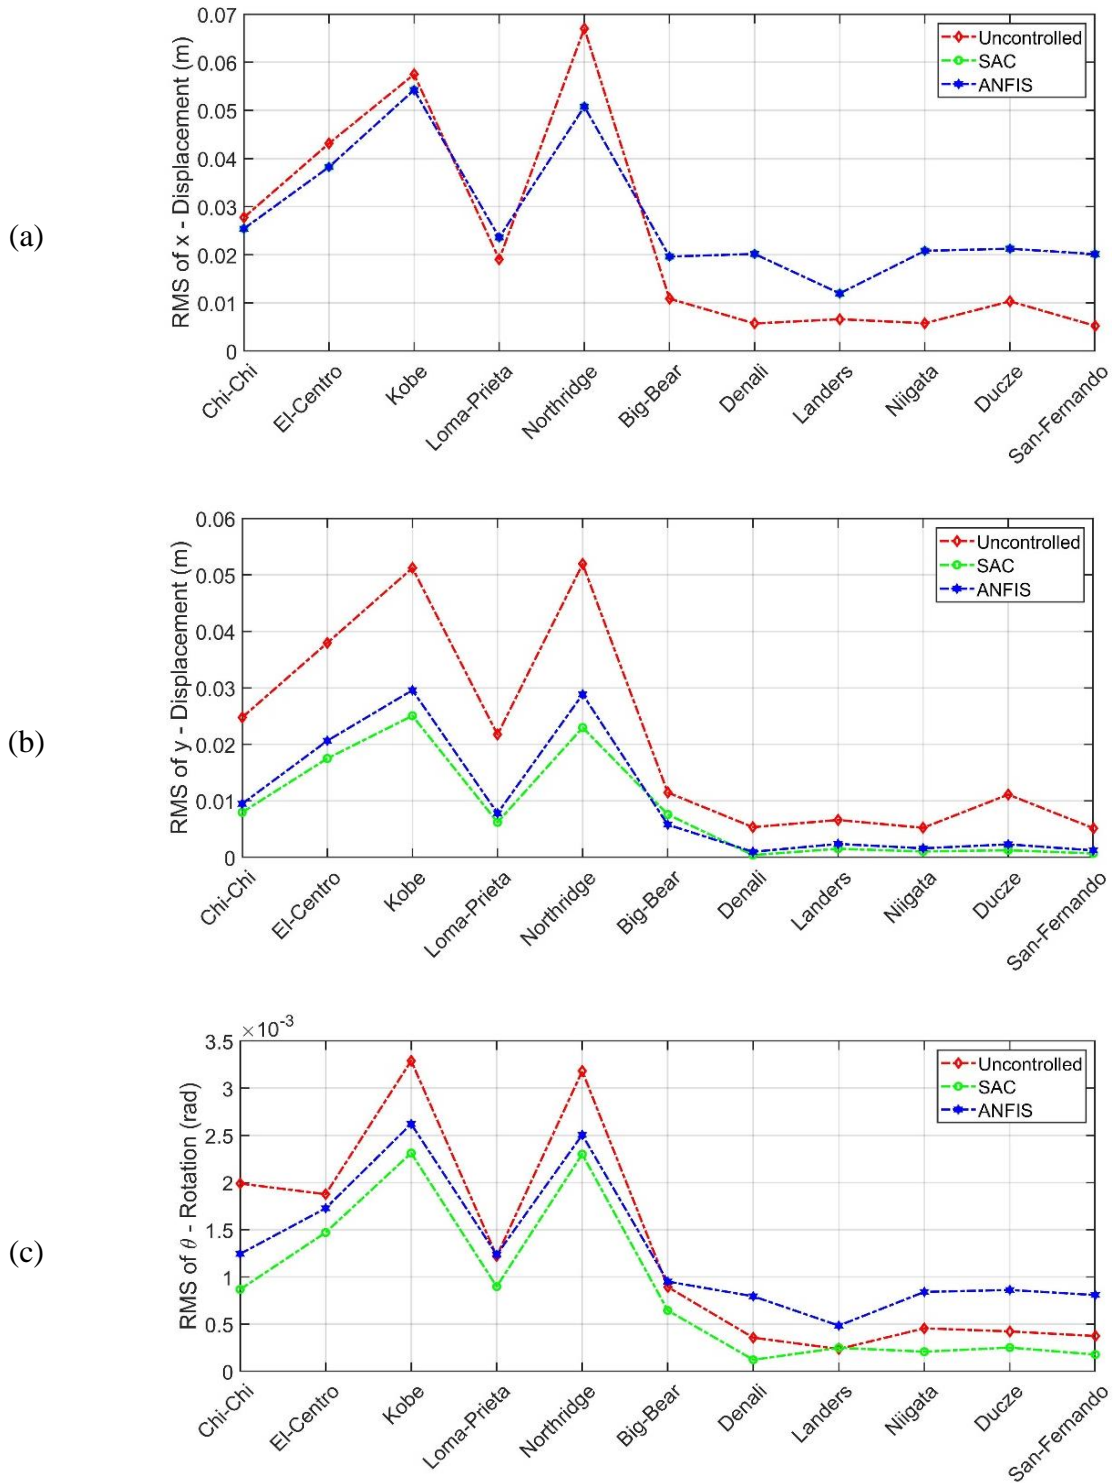 (a)
RMS of x - Displacement (m)
0.07
0.06
0.05
0.04
0.03
0.02
0.01
0
Uncontrolled
SAC
ANFIS
Chi-Chi
El-Centro
Kobe
Loma-Prieta
Northridge
Big-Bear
Denali
Landers
Niigata
Ducze
San-Fernando
(b)
RMS of y - Displacement (m)
0.06
0.05
0.04
0.03
0.02
0.01
0
Uncontrolled
SAC
ANFIS
Chi-Chi
El-Centro
Kobe
Loma-Prieta
Northridge
Big-Bear
Denali
Landers
Niigata
Ducze
San-Fernando
(c)
RMS of θ - Rotation (rad)
×10⁻³
3.5
3
2.5
2
1.5
1
0.5
0
Uncontrolled
SAC
ANFIS
Chi-Chi
El-Centro
Kobe
Loma-Prieta
Northridge
Big-Bear
Denali
Landers
Niigata
Ducze
San-Fernando